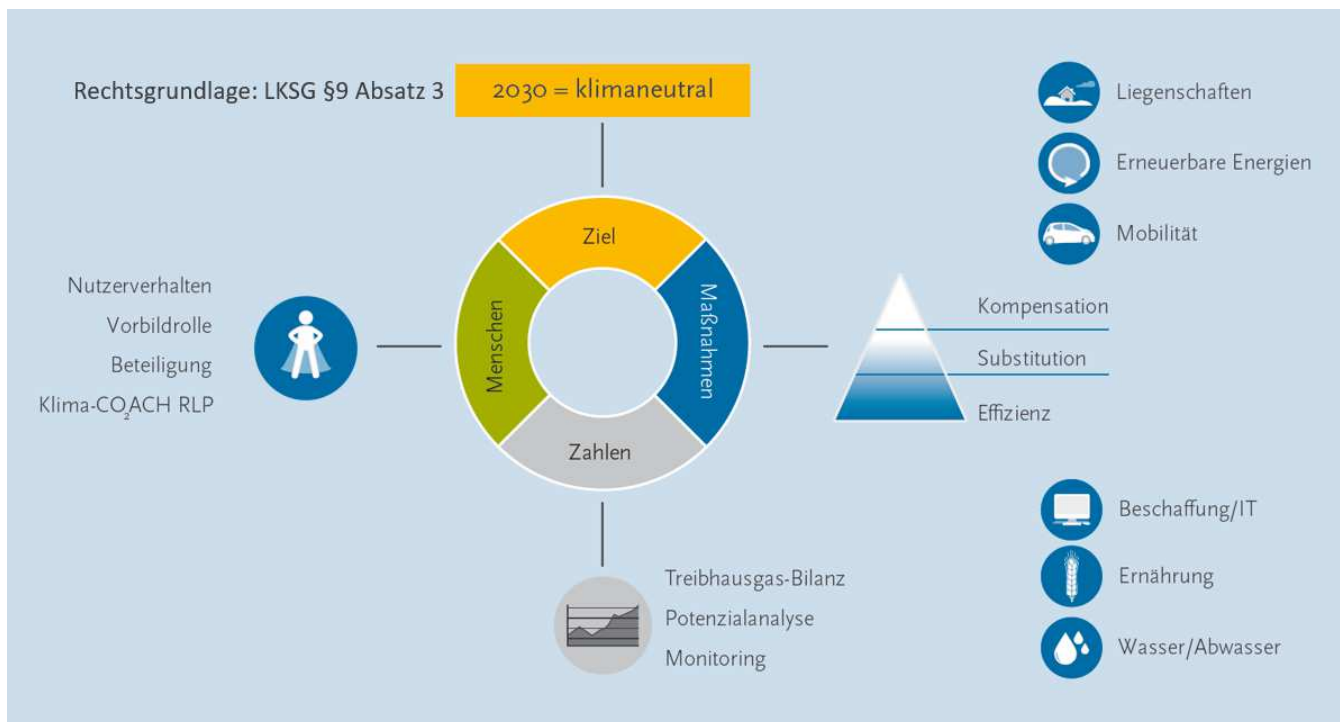 Rechtsgrundlage: LKSG §9 Absatz 3
2030 = klimaneutral
Ziel
Maßnahmen
Zahlen
Menschen
Nutzerverhalten
Vorbildrolle
Beteiligung
Klima-CO₂ACH RLP
Liegenschaften
Erneuerbare Energien
Mobilität
Kompensation
Substitution
Effizienz
Beschaffung/IT
Ernährung
Wasser/Abwasser
Treibhausgas-Bilanz
Potenzialanalyse
Monitoring